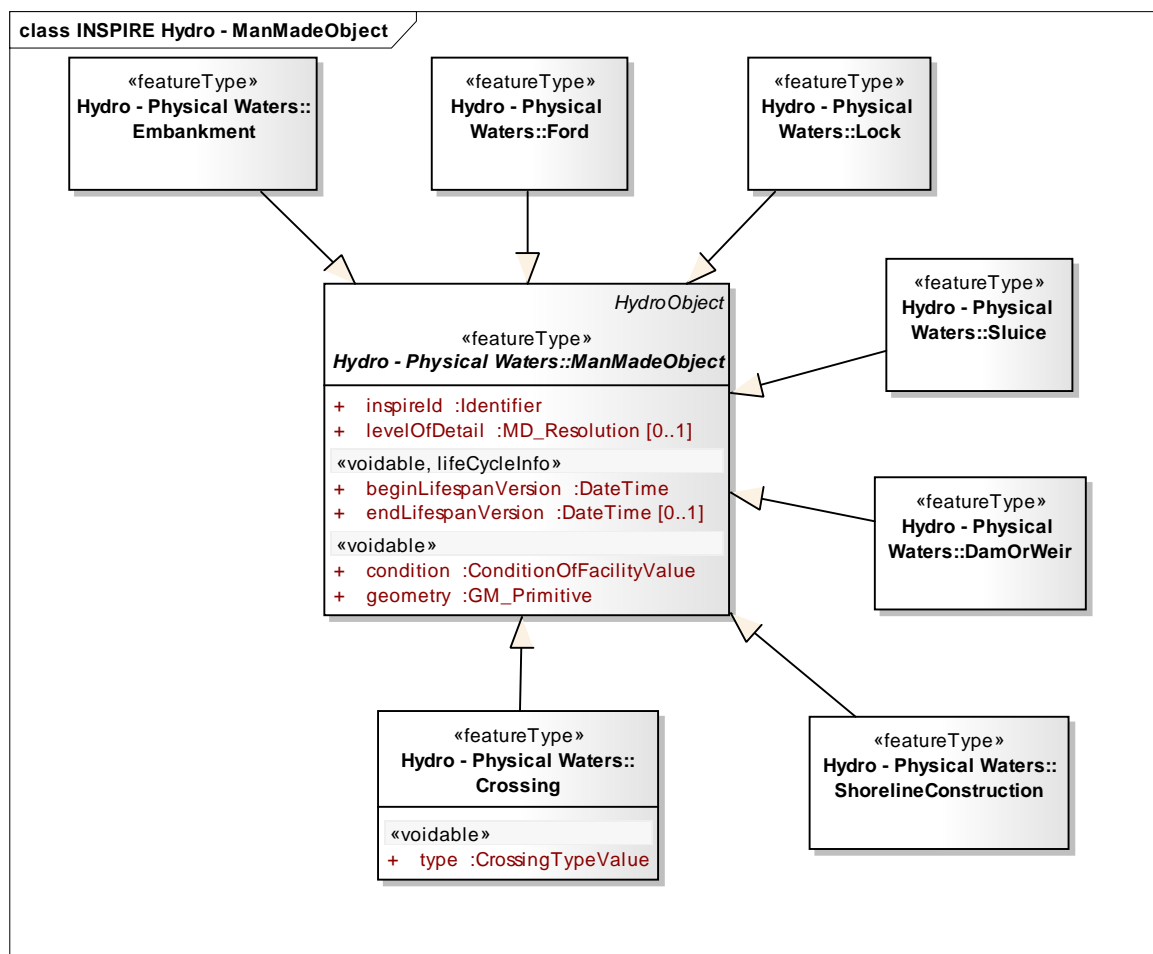 class INSPIRE Hydro - ManMadeObject
«featureType»
Hydro - Physical Waters::
Embankment
«featureType»
Hydro - Physical
Waters::Ford
«featureType»
Hydro - Physical
Waters::Lock
«featureType»
Hydro - Physical
Waters::Sluice
HydroObject
«featureType»
Hydro - Physical Waters::ManMadeObject
+ inspireId :Identifier
+ levelOfDetail :MD_Resolution [0..1]
«voidable, lifeCycleInfo»
+ beginLifespanVersion :DateTime
+ endLifespanVersion :DateTime [0..1]
«voidable»
+ condition :ConditionOfFacilityValue
+ geometry :GM_Primitive
«featureType»
Hydro - Physical
Waters::DamOrWeir
«featureType»
Hydro - Physical Waters::
Crossing
«voidable»
+ type :CrossingTypeValue
«featureType»
Hydro - Physical Waters::
ShorelineConstruction